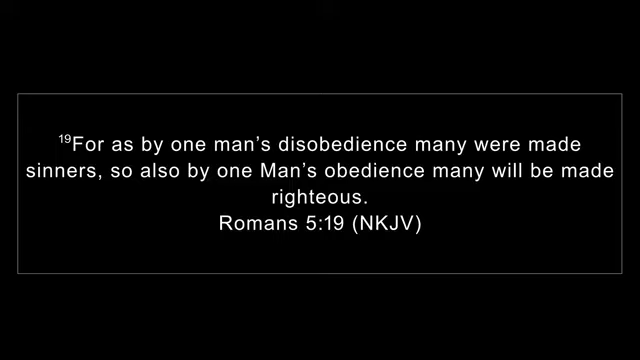 ¹⁹For as by one man’s disobedience many were made
sinners, so also by one Man’s obedience many will be made
righteous.
Romans 5:19 (NKJV)